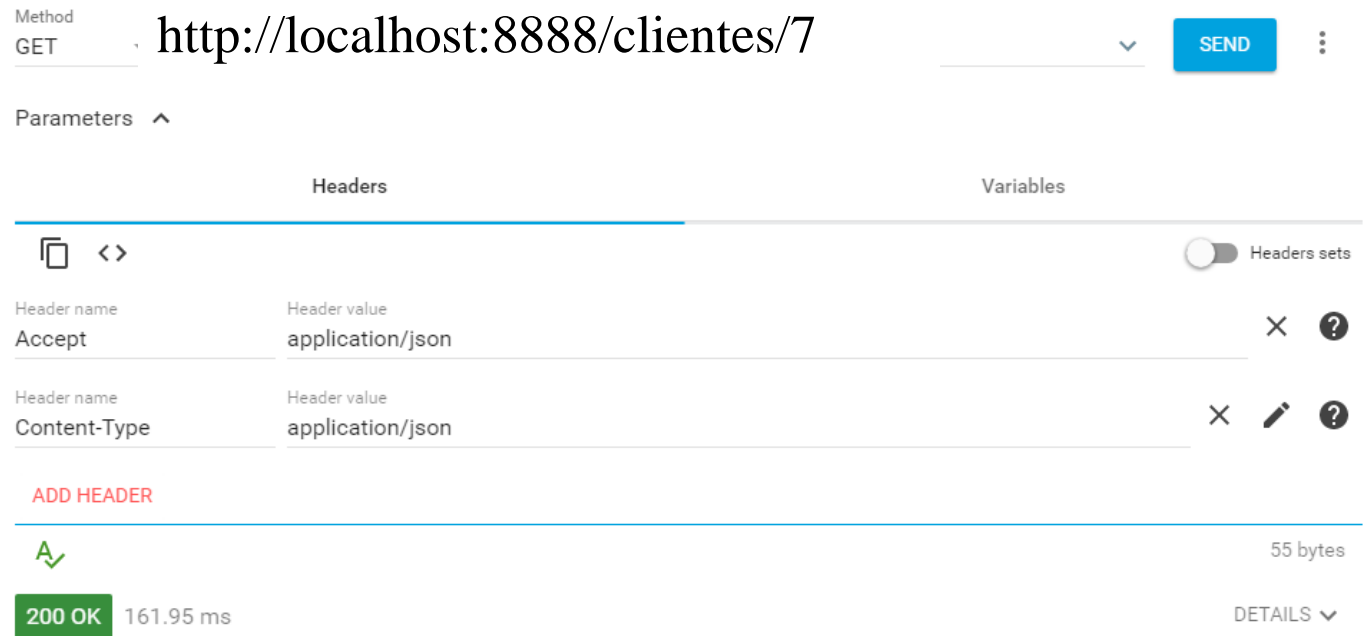 Method
GET http://localhost:8888/clientes/7 SEND
Parameters
Headers Variables
<> Headers sets
Header name Header value
Accept application/json
Header name Header value
Content-Type application/json
ADD HEADER
55 bytes
200 OK 161.95 ms DETAILS